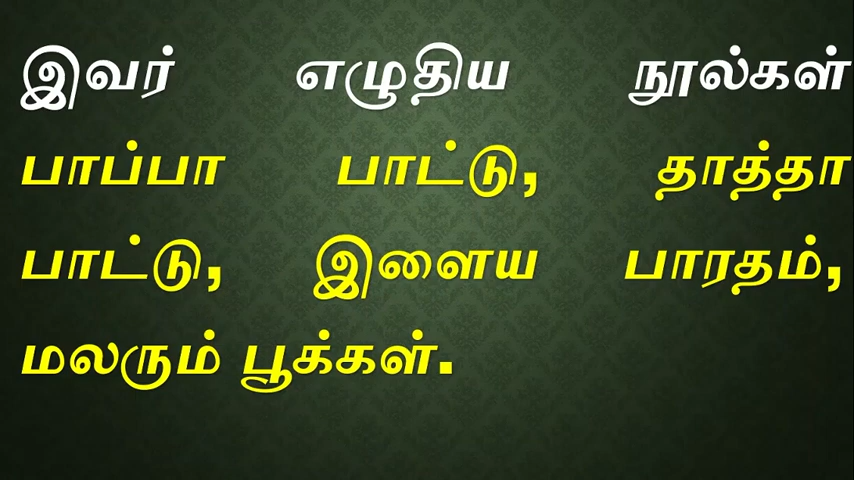 இவர் எழுதிய நூல்கள்
பாப்பா பாட்டு, தாத்தா
பாட்டு, இளைய பாரதம்,
மலரும் பூக்கள்.